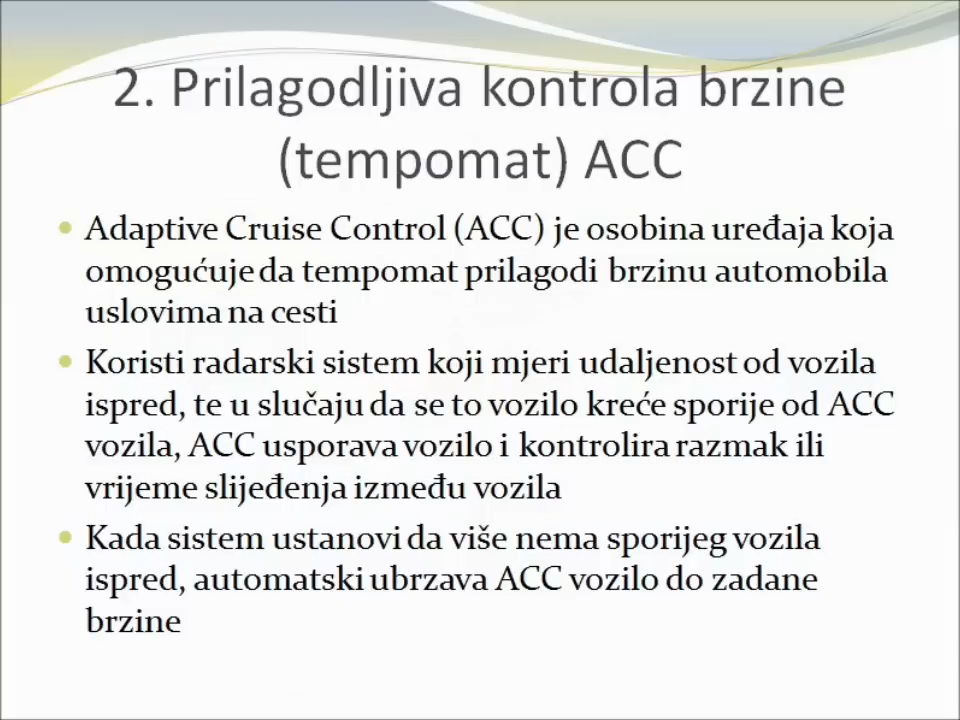 2. Prilagodljiva kontrola brzine
(tempomat) ACC
Adaptive Cruise Control (ACC) je osobina uređaja koja
omogućuje da tempomat prilagodi brzinu automobila
uslovima na cesti
Koristi radarski sistem koji mjeri udaljenost od vozila
ispred, te u slučaju da se to vozilo kreće sporije od ACC
vozila, ACC usporava vozilo i kontrolira razmak ili
vrijeme slijeđenja između vozila
Kada sistem ustanovi da više nema sporijeg vozila
ispred, automatski ubrzava ACC vozilo do zadane
brzine